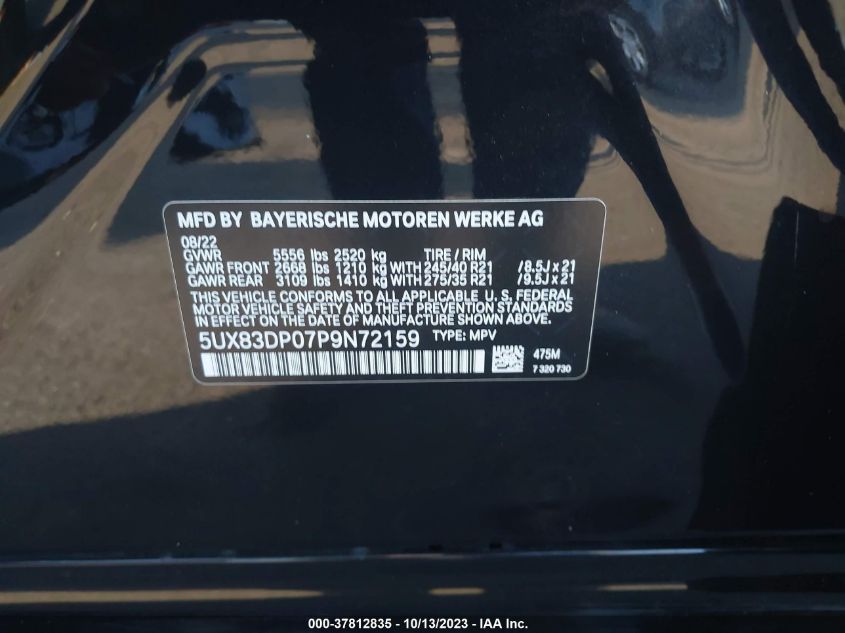 MFD BY BAYERISCHE MOTOREN WERKE AG
08/22
GVWR 5556 lbs 2520 kg TIRE / RIM
GAWR FRONT 2668 lbs 1210 kg WITH 245/40 R21 /8.5J x 21
GAWR REAR 3109 lbs 1410 kg WITH 275/35 R21 /9.5J x 21
THIS VEHICLE CONFORMS TO ALL APPLICABLE U. S. FEDERAL
MOTOR VEHICLE SAFETY AND THEFT PREVENTION STANDARDS
IN EFFECT ON THE DATE OF MANUFACTURE SHOWN ABOVE.
5UX83DP07P9N72159 TYPE: MPV
475M
7 320 730
000-37812835 - 10/13/2023 - IAA Inc.